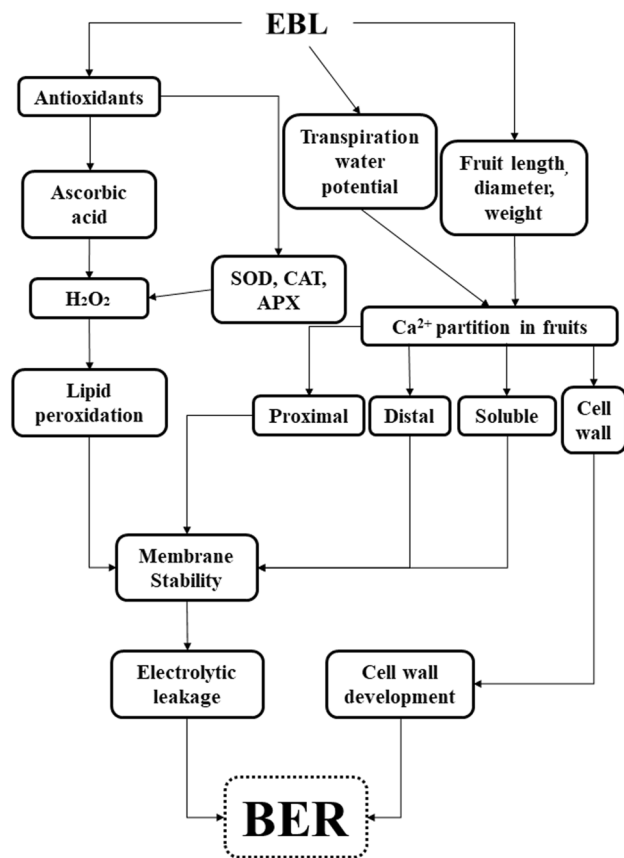 EBL
Antioxidants
Transpiration
water
potential
Fruit length,
diameter,
weight
Ascorbic
acid
H₂O₂
SOD, CAT,
APX
Ca²⁺ partition in fruits
Lipid
peroxidation
Proximal
Distal
Soluble
Cell
wall
Membrane
Stability
Electrolytic
leakage
Cell wall
development
BER